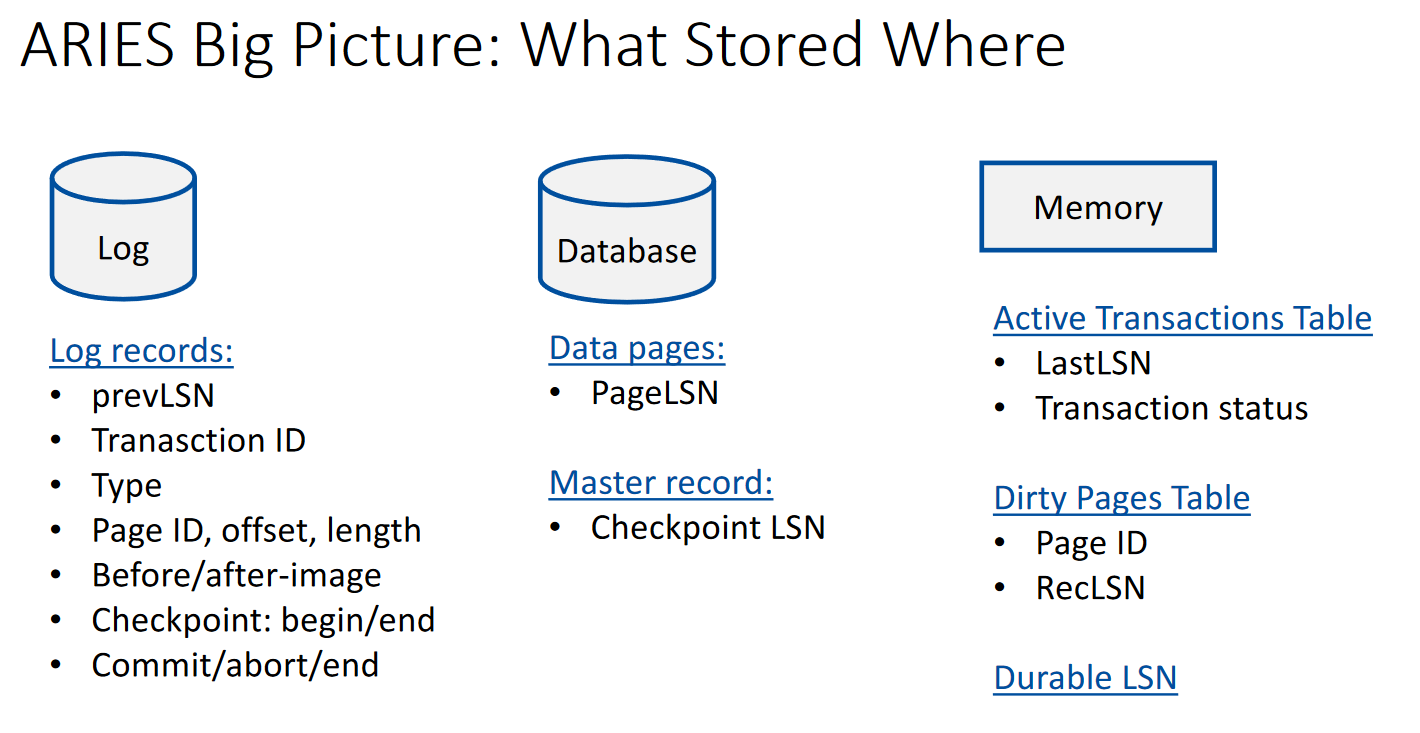 ARIES Big Picture: What Stored Where
Log
Log records:
• prevLSN
• Tranasction ID
• Type
• Page ID, offset, length
• Before/after-image
• Checkpoint: begin/end
• Commit/abort/end
Database
Data pages:
• PageLSN
Master record:
• Checkpoint LSN
Memory
Active Transactions Table
• LastLSN
• Transaction status
Dirty Pages Table
• Page ID
• RecLSN
Durable LSN